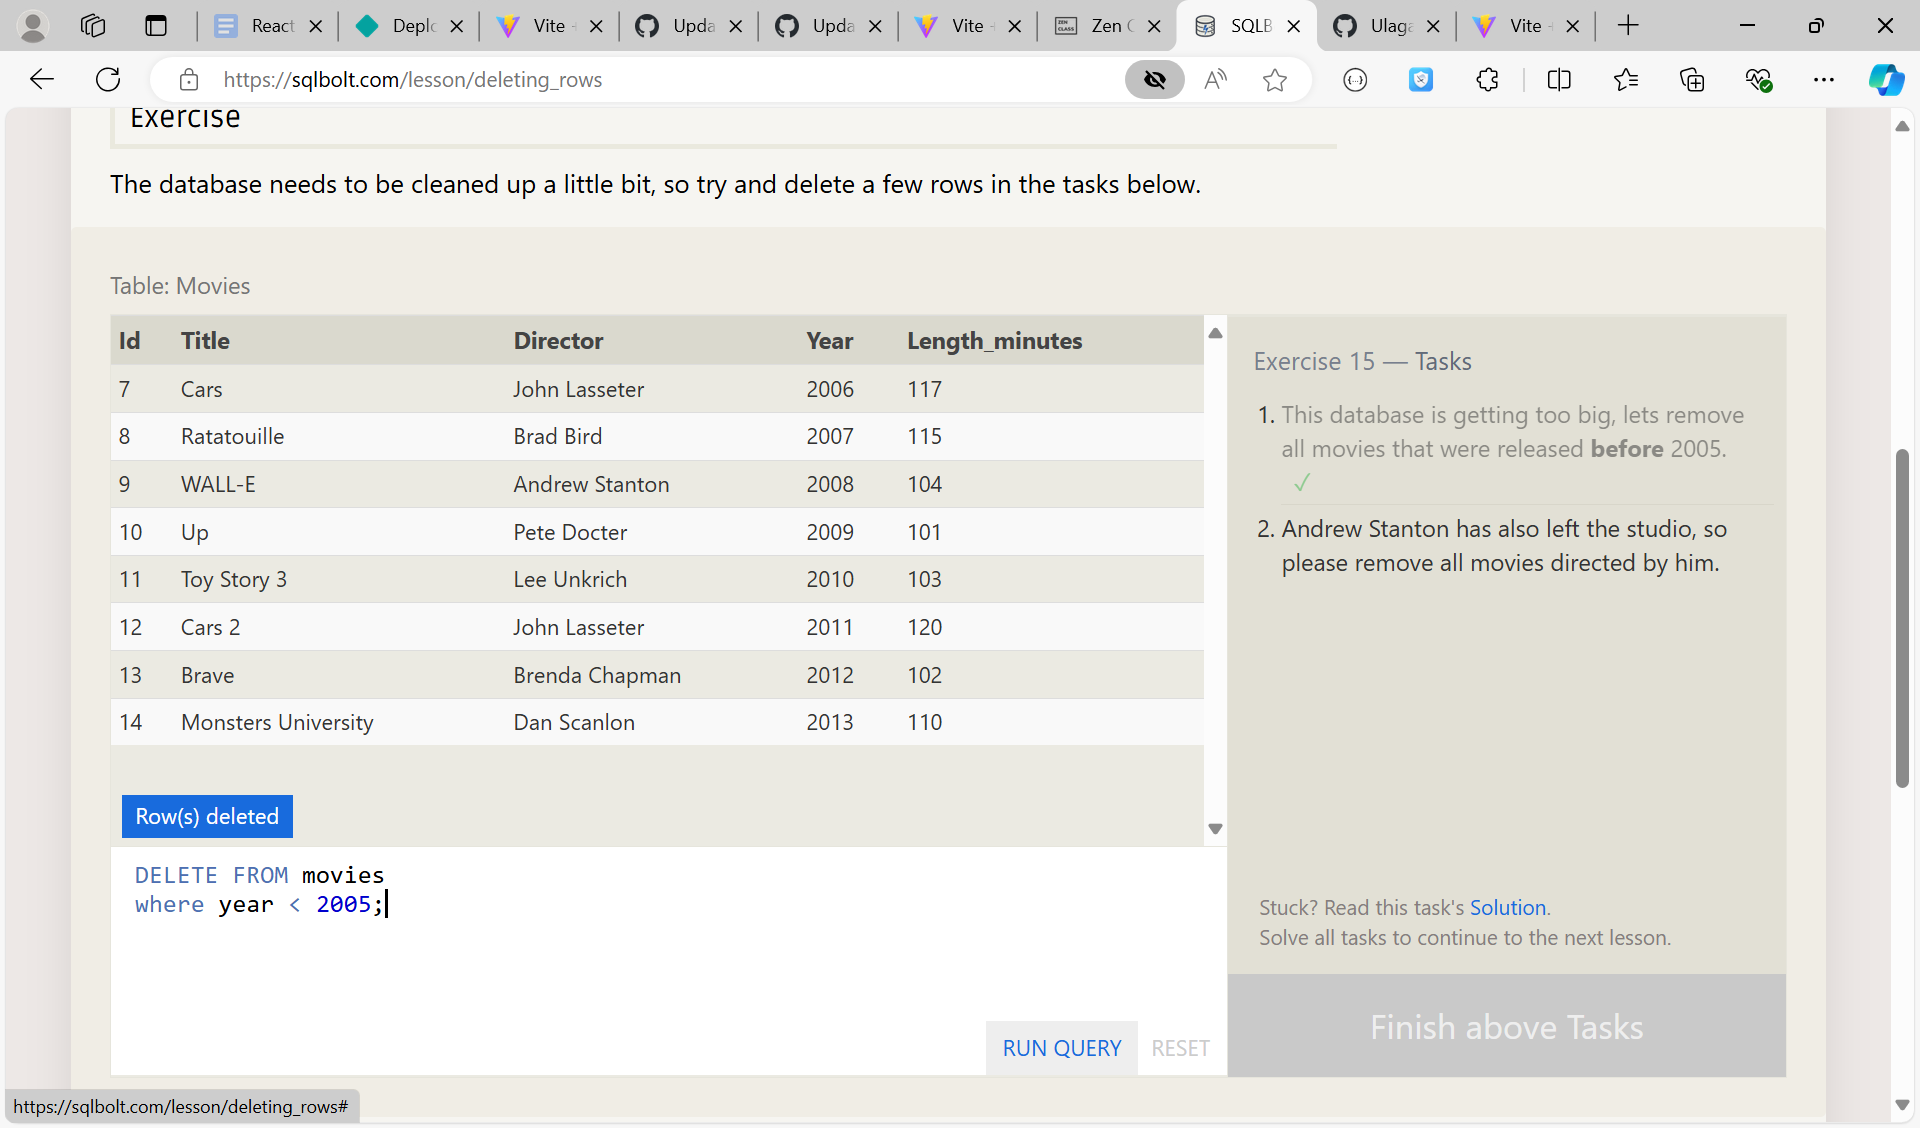 React
Deplo
Vite
Upda
Upda
Vite
Zen C
SQLB
Ulaga
Vite
https://sqlbolt.com/lesson/deleting_rows
Exercise
The database needs to be cleaned up a little bit, so try and delete a few rows in the tasks below.
Table: Movies
Id Title Director Year Length_minutes
7 Cars John Lasseter 2006 117
8 Ratatouille Brad Bird 2007 115
9 WALL-E Andrew Stanton 2008 104
10 Up Pete Docter 2009 101
11 Toy Story 3 Lee Unkrich 2010 103
12 Cars 2 John Lasseter 2011 120
13 Brave Brenda Chapman 2012 102
14 Monsters University Dan Scanlon 2013 110
Row(s) deleted
DELETE FROM movies
where year < 2005;
RUN QUERY RESET
Exercise 15 — Tasks
1. This database is getting too big, lets remove
all movies that were released before 2005.
✓
2. Andrew Stanton has also left the studio, so
please remove all movies directed by him.
Stuck? Read this task's Solution.
Solve all tasks to continue to the next lesson.
Finish above Tasks
https://sqlbolt.com/lesson/deleting_rows#